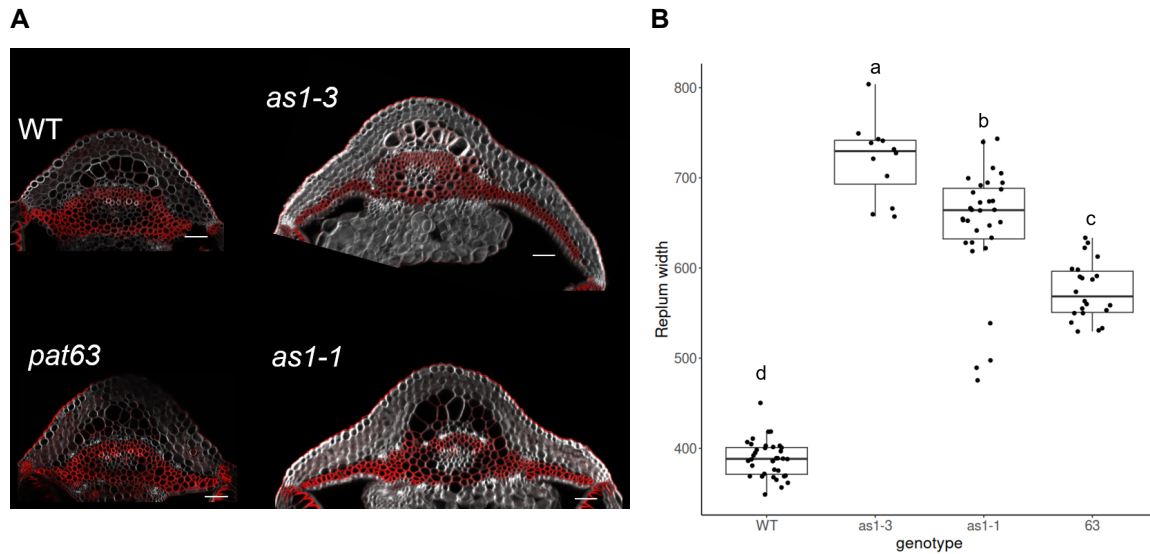 A
WT
as1-3
pat63
as1-1
B
800
700
600
500
400
Replum width
a
b
c
d
WT as1-3 as1-1 63
genotype